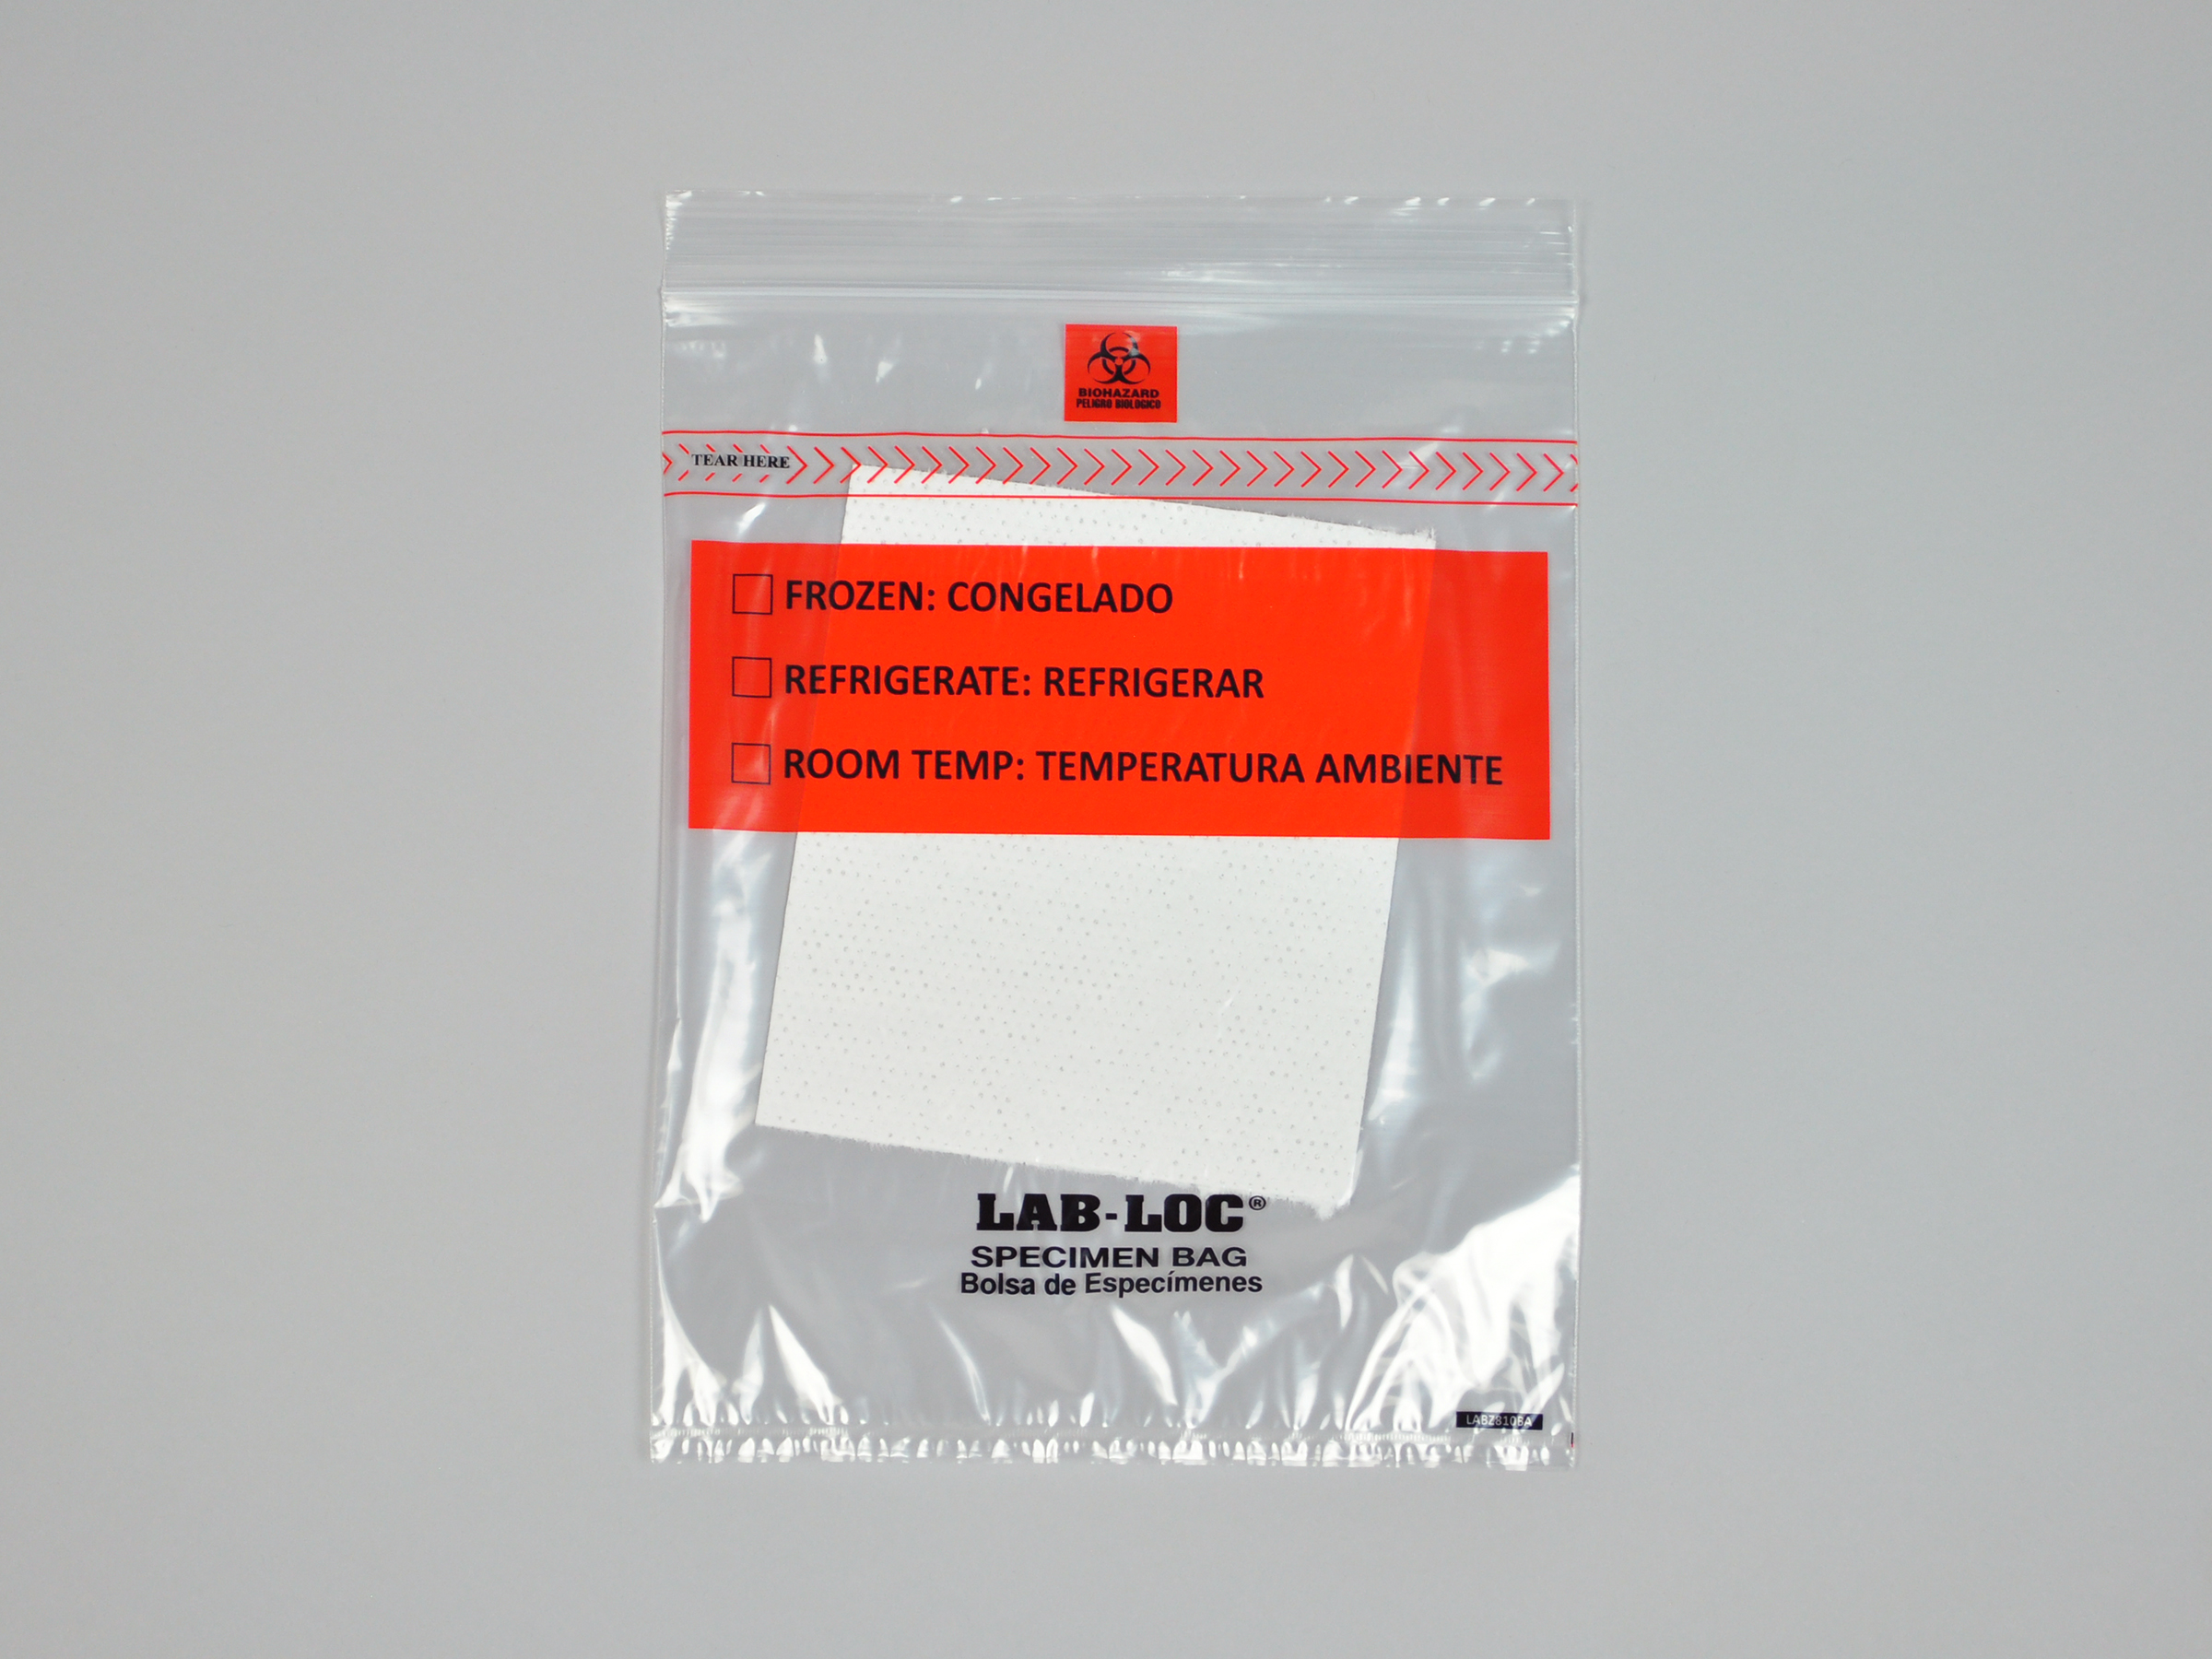 BIOHAZARD
PELIGRO BIOLOGICO
TEAR HERE
FROZEN: CONGELADO
REFRIGERATE: REFRIGERAR
ROOM TEMP: TEMPERATURA AMBIENTE
LAB-LOC®
SPECIMEN BAG
Bolsa de Especímenes
LABZ810BA